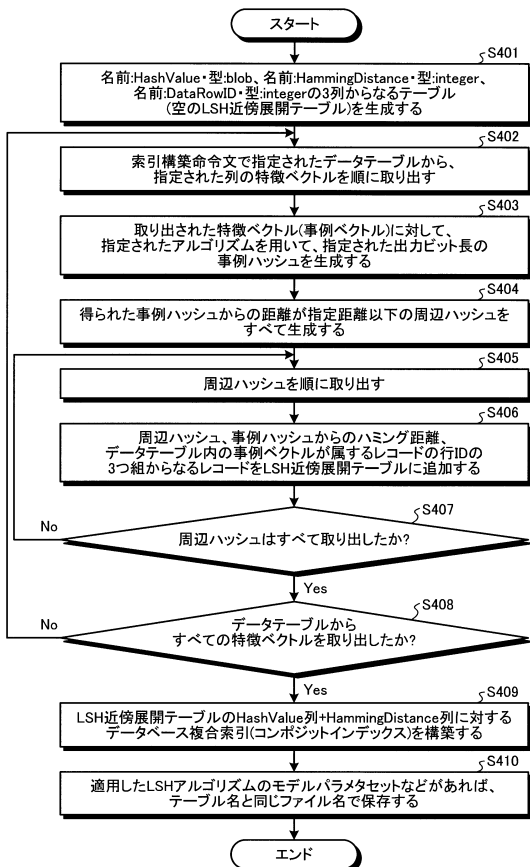 スタート
S401
名前:HashValue・型:blob、名前:HammingDistance・型:integer、
名前:DataRowID・型:integerの3列からなるテーブル
(空のLSH近傍展開テーブル)を生成する
S402
索引構築命令文で指定されたデータテーブルから、
指定された列の特徴ベクトルを順に取り出す
S403
取り出された特徴ベクトル(事例ベクトル)に対して、
指定されたアルゴリズムを用いて、指定された出力ビット長の
事例ハッシュを生成する
S404
得られた事例ハッシュからの距離が指定距離以下の周辺ハッシュを
すべて生成する
S405
周辺ハッシュを順に取り出す
S406
周辺ハッシュ、事例ハッシュからのハミング距離、
データテーブル内の事例ベクトルが属するレコードの行IDの
3つ組からなるレコードをLSH近傍展開テーブルに追加する
S407
No
周辺ハッシュはすべて取り出したか?
Yes
S408
No
データテーブルから
すべての特徴ベクトルを取り出したか?
Yes
S409
LSH近傍展開テーブルのHashValue列+HammingDistance列に対する
データベース複合索引(コンポジットインデックス)を構築する
S410
適用したLSHアルゴリズムのモデルパラメタセットなどがあれば、
テーブル名と同じファイル名で保存する
エンド